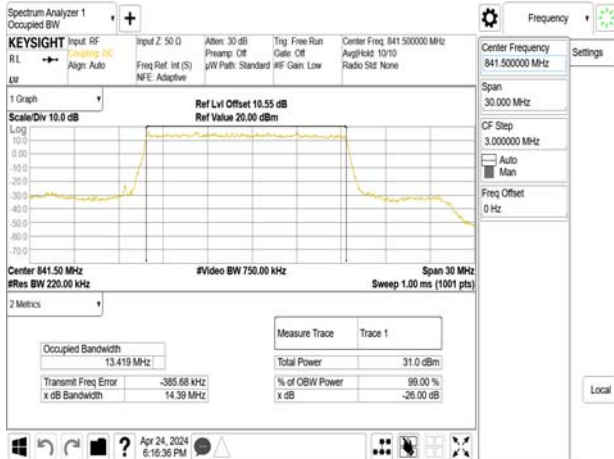 Spectrum Analyzer 1
Occupied BW
Frequency
KEYSIGHT Input: RF Input Z: 50 Ω Atten: 30 dB Trig: Free Run Center Freq: 841.500000 MHz
RL Coupling: DC Preamp: Off Gate: Off Avg|Hold: 10/10
Align: Auto Freq Ref: Int (S) µW Path: Standard #IF Gain: Low Radio Std: None
NFE: Adaptive
Center Frequency
841.500000 MHz
Settings
Span
30.000 MHz
CF Step
3.000000 MHz
Auto
Man
Freq Offset
0 Hz
Local
1 Graph
Ref Lvl Offset 10.55 dB
Scale/Div 10.0 dB Ref Value 20.00 dBm
Log
10.0
0.00
-10.0
-20.0
-30.0
-40.0
-50.0
-60.0
-70.0
Center 841.50 MHz #Video BW 750.00 kHz Span 30 MHz
#Res BW 220.00 kHz Sweep 1.00 ms (1001 pts)
2 Metrics
Measure Trace Trace 1
Occupied Bandwidth
13.419 MHz Total Power 31.0 dBm
Transmit Freq Error -385.68 kHz % of OBW Power 99.00 %
x dB Bandwidth 14.39 MHz x dB -26.00 dB
Apr 24, 2024
6:16:36 PM